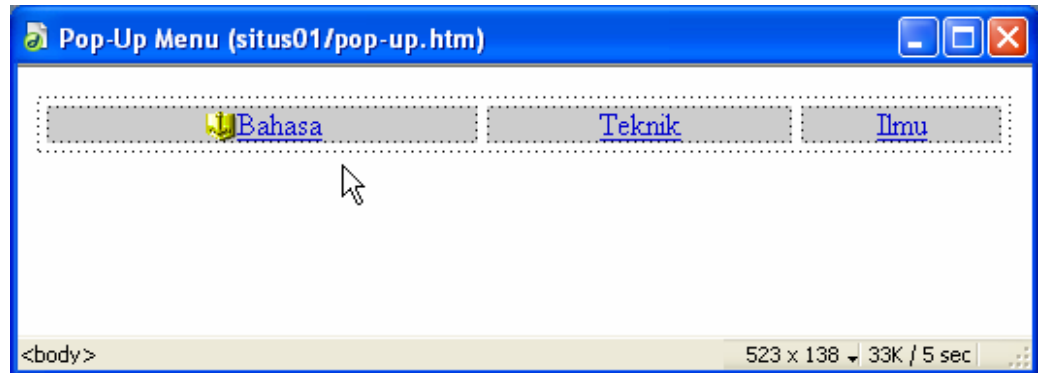 Pop-Up Menu (situs01/pop-up.htm)
Bahasa Teknik Ilmu
<body> 523 x 138 33K / 5 sec